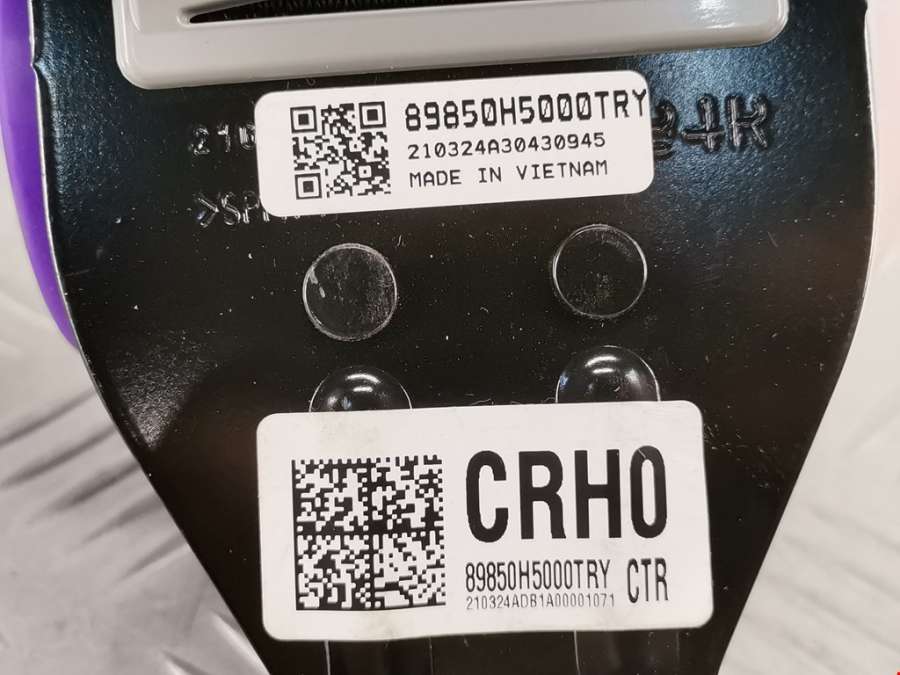 89850H5000TRY
210324A30430945
MADE IN VIETNAM
CRH0
89850H5000TRY CTR
210324ADB1A00001071